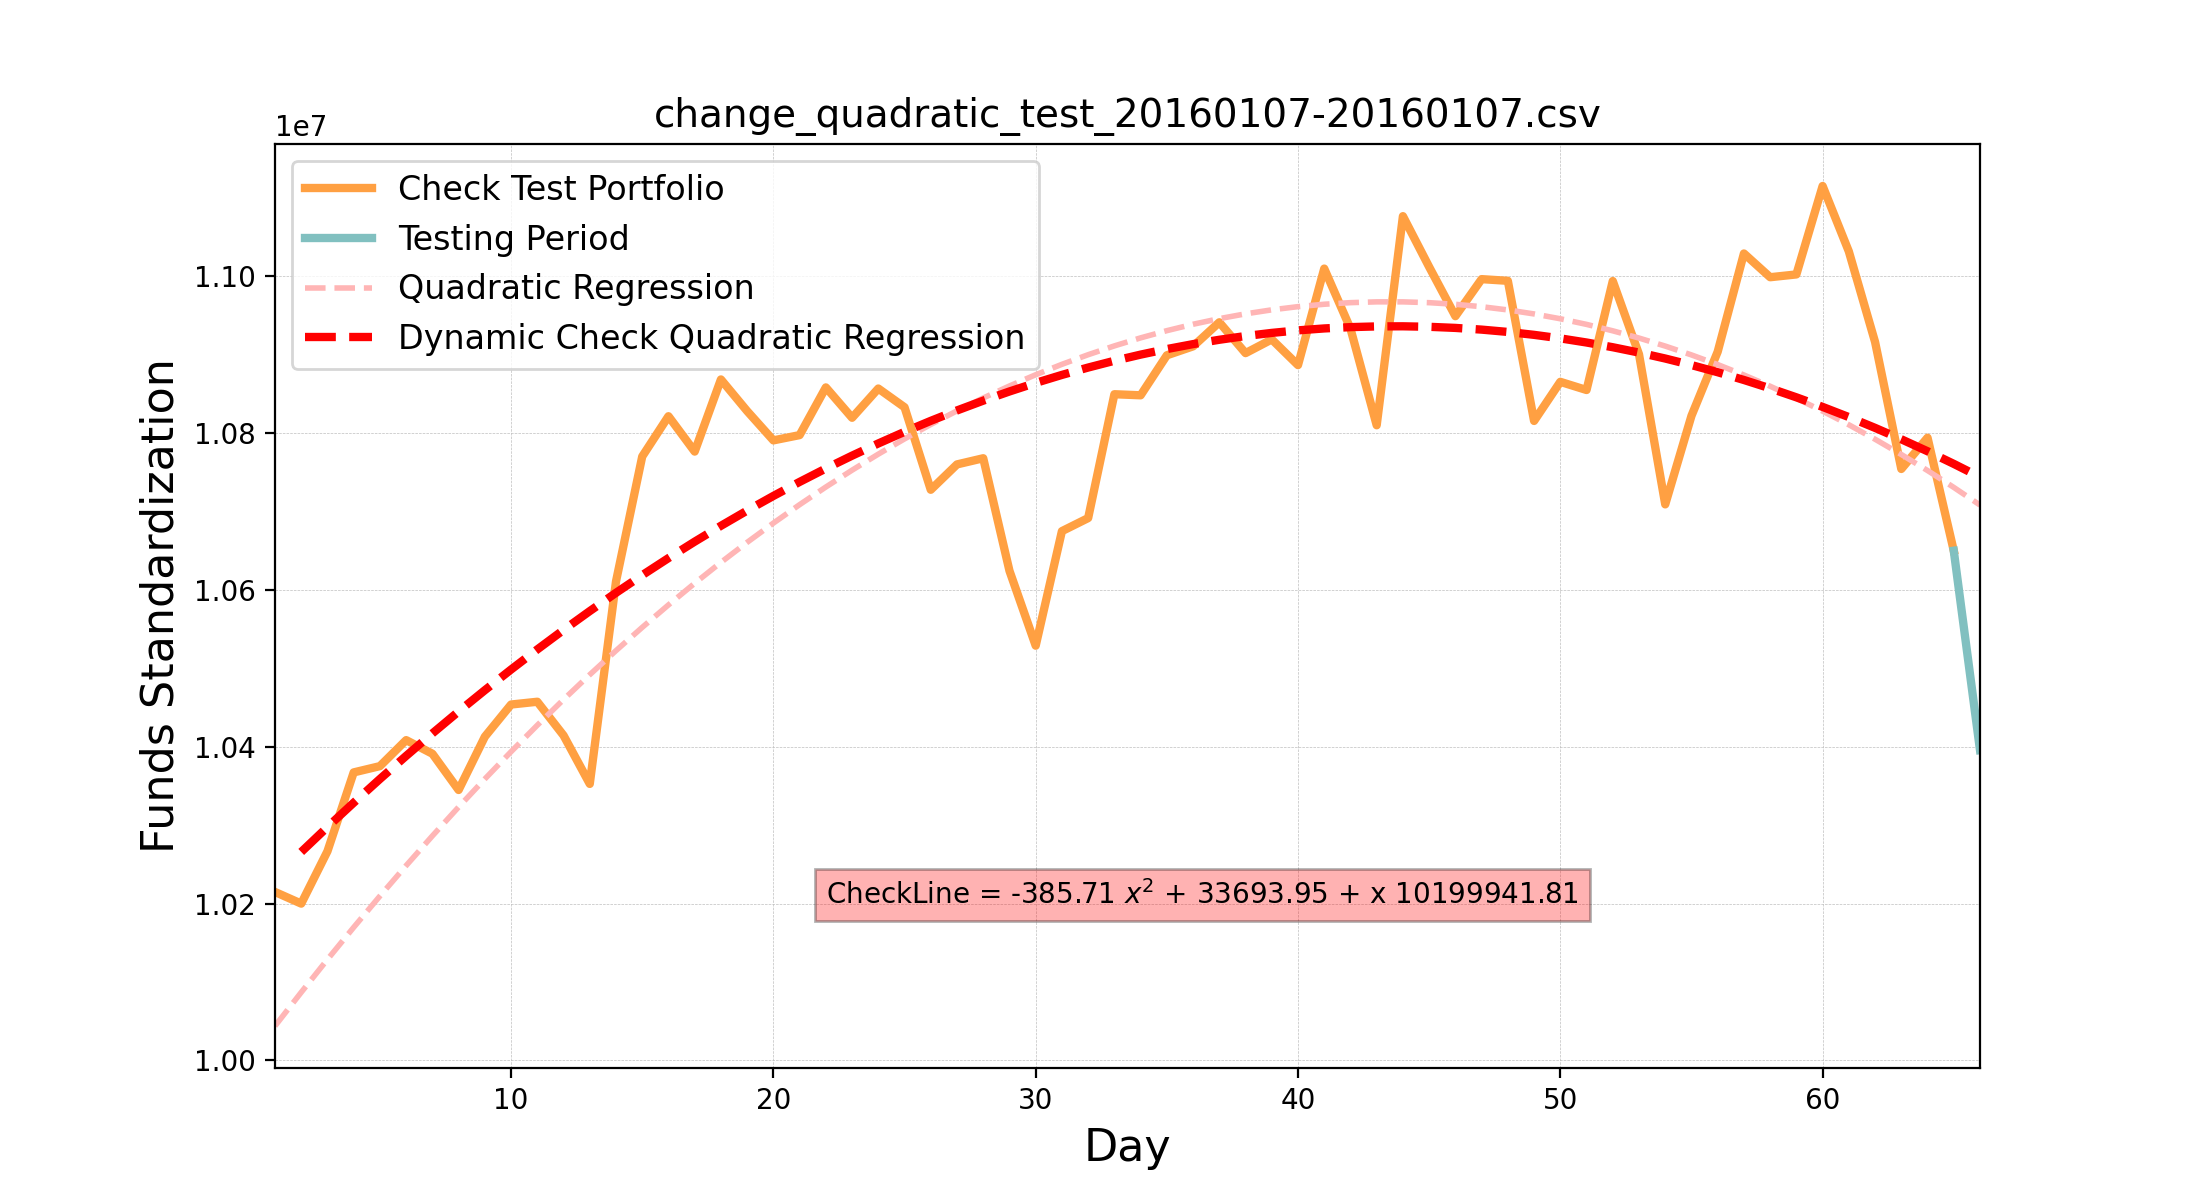 change_quadratic_test_20160107-20160107.csv
1e7
Check Test Portfolio
Testing Period
Quadratic Regression
Dynamic Check Quadratic Regression
1.10
1.08
1.06
1.04
1.02
1.00
Funds Standardization
CheckLine = -385.71 x² + 33693.95 + x 10199941.81
10 20 30 40 50 60
Day